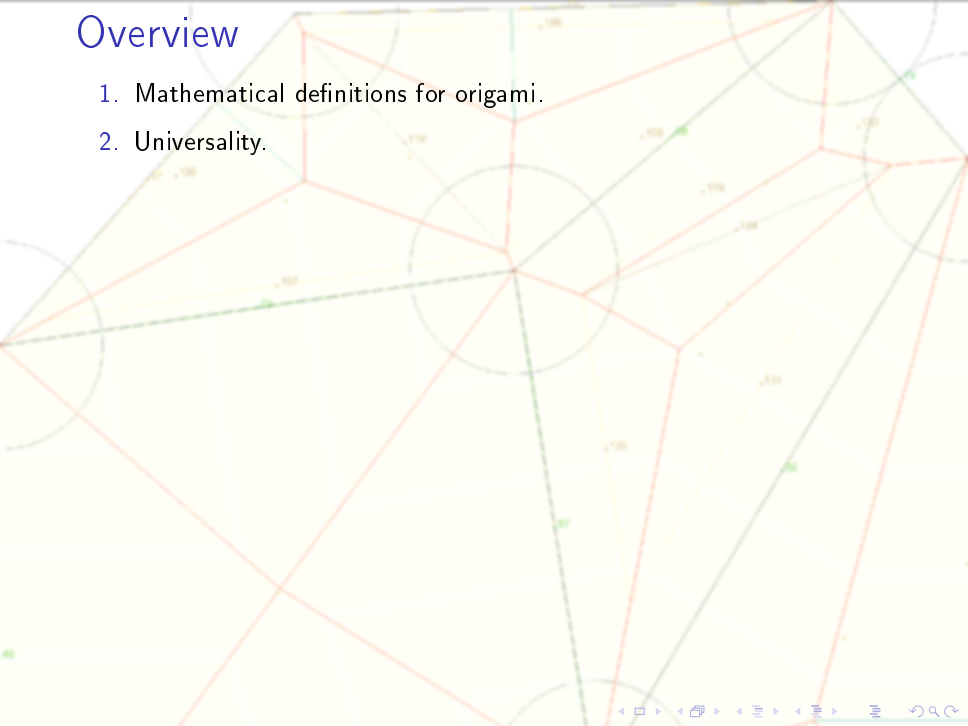 Overview
1. Mathematical definitions for origami.
2. Universality.